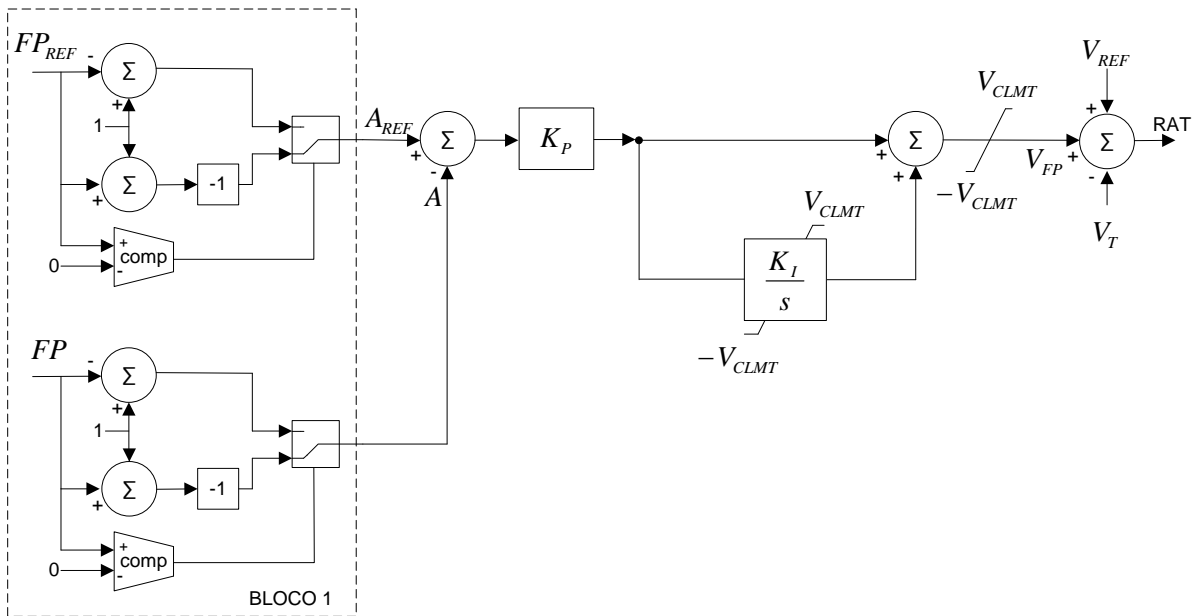 FP_REF
-
Σ
+
1
Σ
+
-1
+
-
0
comp
A_REF
+
Σ
-
A
K_P
+
Σ
+
V_CLMT
K_I
s
-V_CLMT
V_CLMT
-V_CLMT
V_FP
V_REF
+
+
Σ
-
RAT
V_T
FP
-
Σ
+
1
Σ
+
-1
+
-
0
comp
BLOCO 1